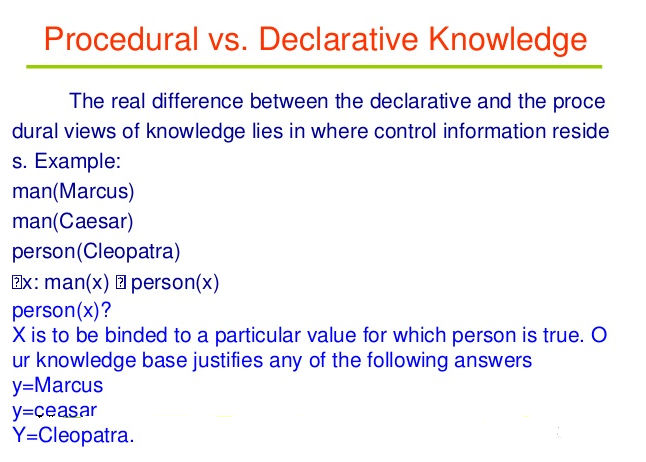 Procedural vs. Declarative Knowledge
The real difference between the declarative and the proce
dural views of knowledge lies in where control information reside
s. Example:
man(Marcus)
man(Caesar)
person(Cleopatra)
⍰x: man(x) ⍰ person(x)
person(x)?
X is to be binded to a particular value for which person is true. O
ur knowledge base justifies any of the following answers
y=Marcus
y=ceasar
Y=Cleopatra.